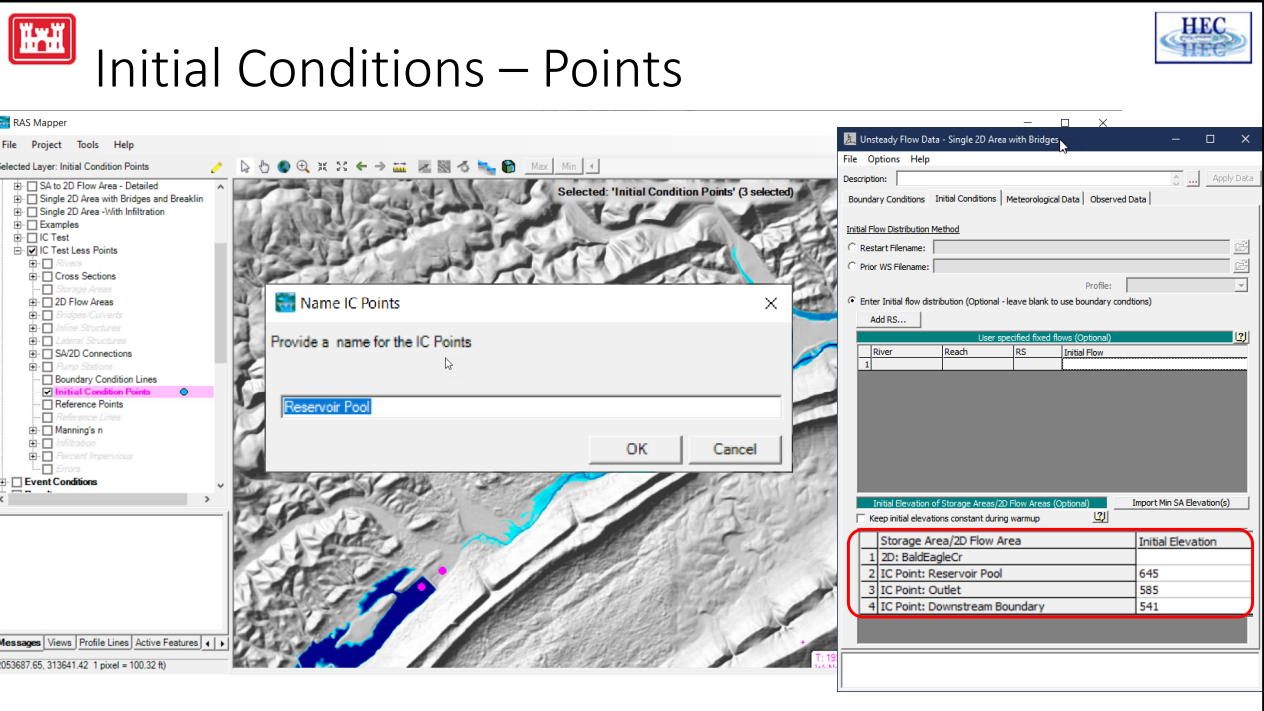 HEC
HEC
Initial Conditions – Points
RAS Mapper
File Project Tools Help
Selected Layer: Initial Condition Points
Max Min
SA to 2D Flow Area - Detailed
Single 2D Area with Bridges and Breaklin
Single 2D Area -With Infiltration
Examples
IC Test
IC Test Less Points
Rivers
Cross Sections
Storage Areas
2D Flow Areas
Bridges/Culverts
Inline Structures
Lateral Structures
SA/2D Connections
Pump Stations
Boundary Condition Lines
Initial Condition Points
Reference Points
Reference Lines
Manning's n
Infiltration
Percent Impervious
Errors
Event Conditions
Messages Views Profile Lines Active Features
2053687.65, 313641.42 1 pixel = 100.32 ft)
Selected: 'Initial Condition Points' (3 selected)
Name IC Points
Provide a name for the IC Points
Reservoir Pool
OK Cancel
Unsteady Flow Data - Single 2D Area with Bridges
File Options Help
Description: ... Apply Data
Boundary Conditions Initial Conditions Meteorological Data Observed Data
Initial Flow Distribution Method
Restart Filename:
Prior WS Filename:
Profile:
Enter Initial flow distribution (Optional - leave blank to use boundary condtions)
Add RS...
User specified fixed flows (Optional)
River Reach RS Initial Flow
1
Initial Elevation of Storage Areas/2D Flow Areas (Optional) Import Min SA Elevation(s)
Keep initial elevations constant during warmup
Storage Area/2D Flow Area Initial Elevation
1 2D: BaldEagleCr
2 IC Point: Reservoir Pool 645
3 IC Point: Outlet 585
4 IC Point: Downstream Boundary 541